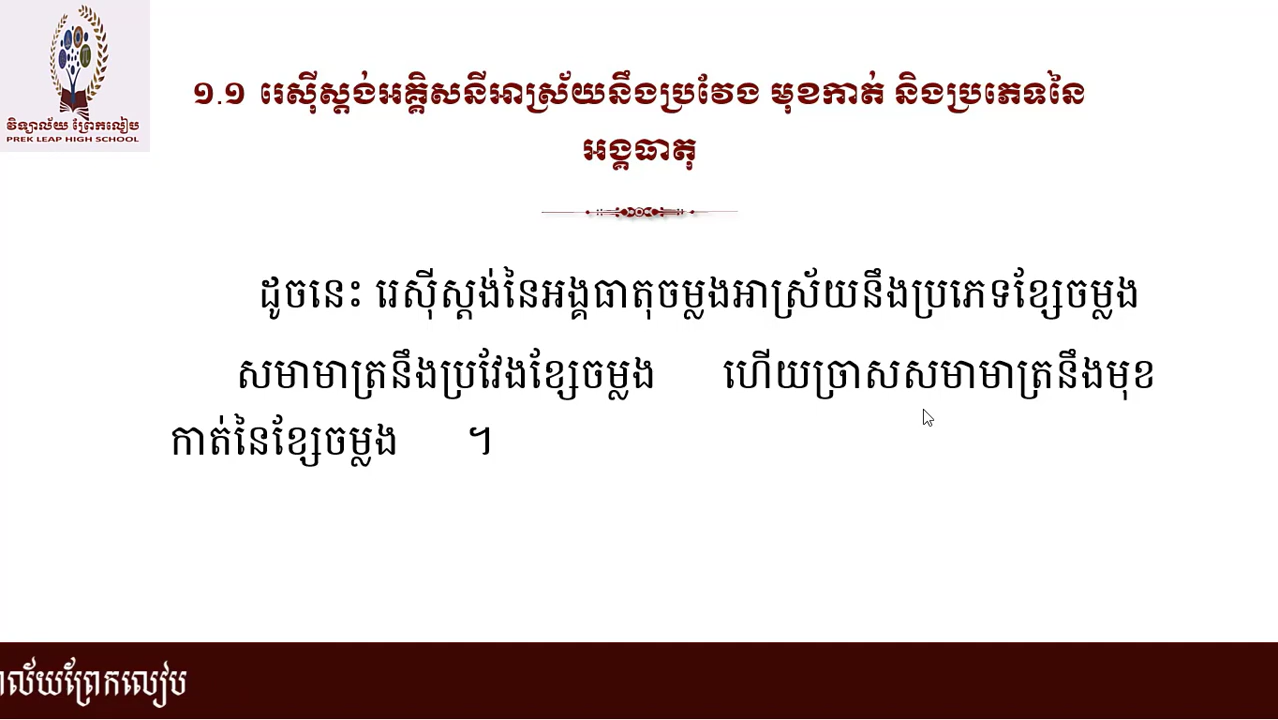 វិទ្យាល័យ ព្រែកលៀប
PREK LEAP HIGH SCHOOL
១.១ រេស៊ីស្តង់អគ្គិសនីអាស្រ័យនឹងប្រវែង មុខកាត់ និងប្រភេទនៃ
អង្គធាតុ
ដូចនេះ រេស៊ីស្តង់នៃអង្គធាតុចម្លងអាស្រ័យនឹងប្រភេទខ្សែចម្លង
សមាមាត្រនឹងប្រវែងខ្សែចម្លង ហើយច្រាសសមាមាត្រនឹងមុខ
កាត់នៃខ្សែចម្លង ។
ល័យព្រែកលៀប